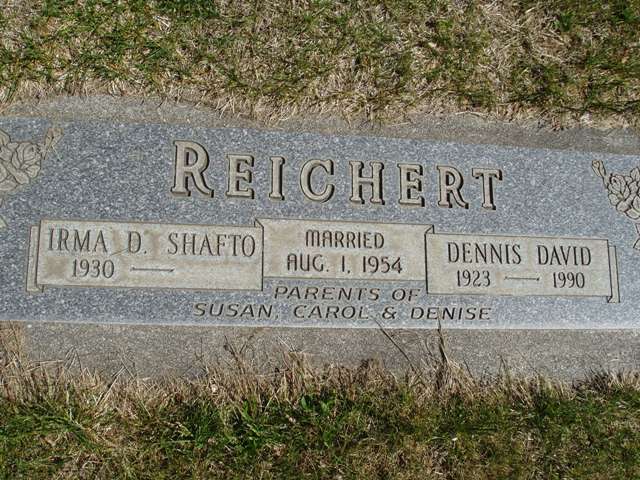 REICHERT
IRMA D. SHAFTO
1930 —
MARRIED
AUG. 1, 1954
DENNIS DAVID
1923 — 1990
PARENTS OF
SUSAN, CAROL & DENISE